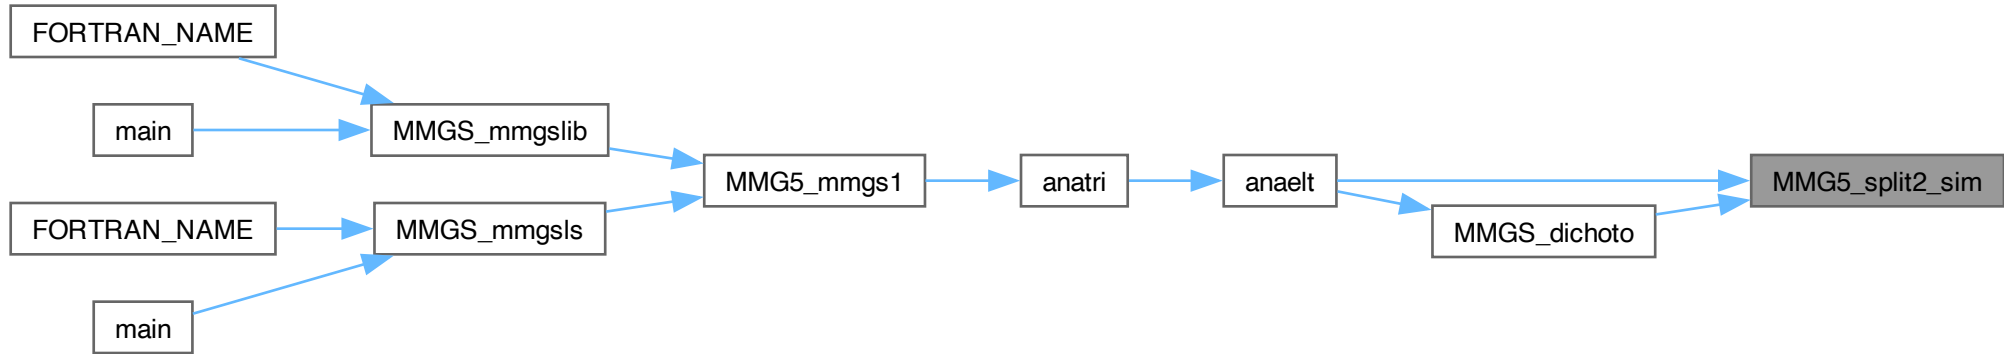 FORTRAN_NAME
main
MMGS_mmgslib
MMG5_mmgs1
anatri
anaelt
MMG5_split2_sim
FORTRAN_NAME
MMGS_mmgsls
MMGS_dichoto
main